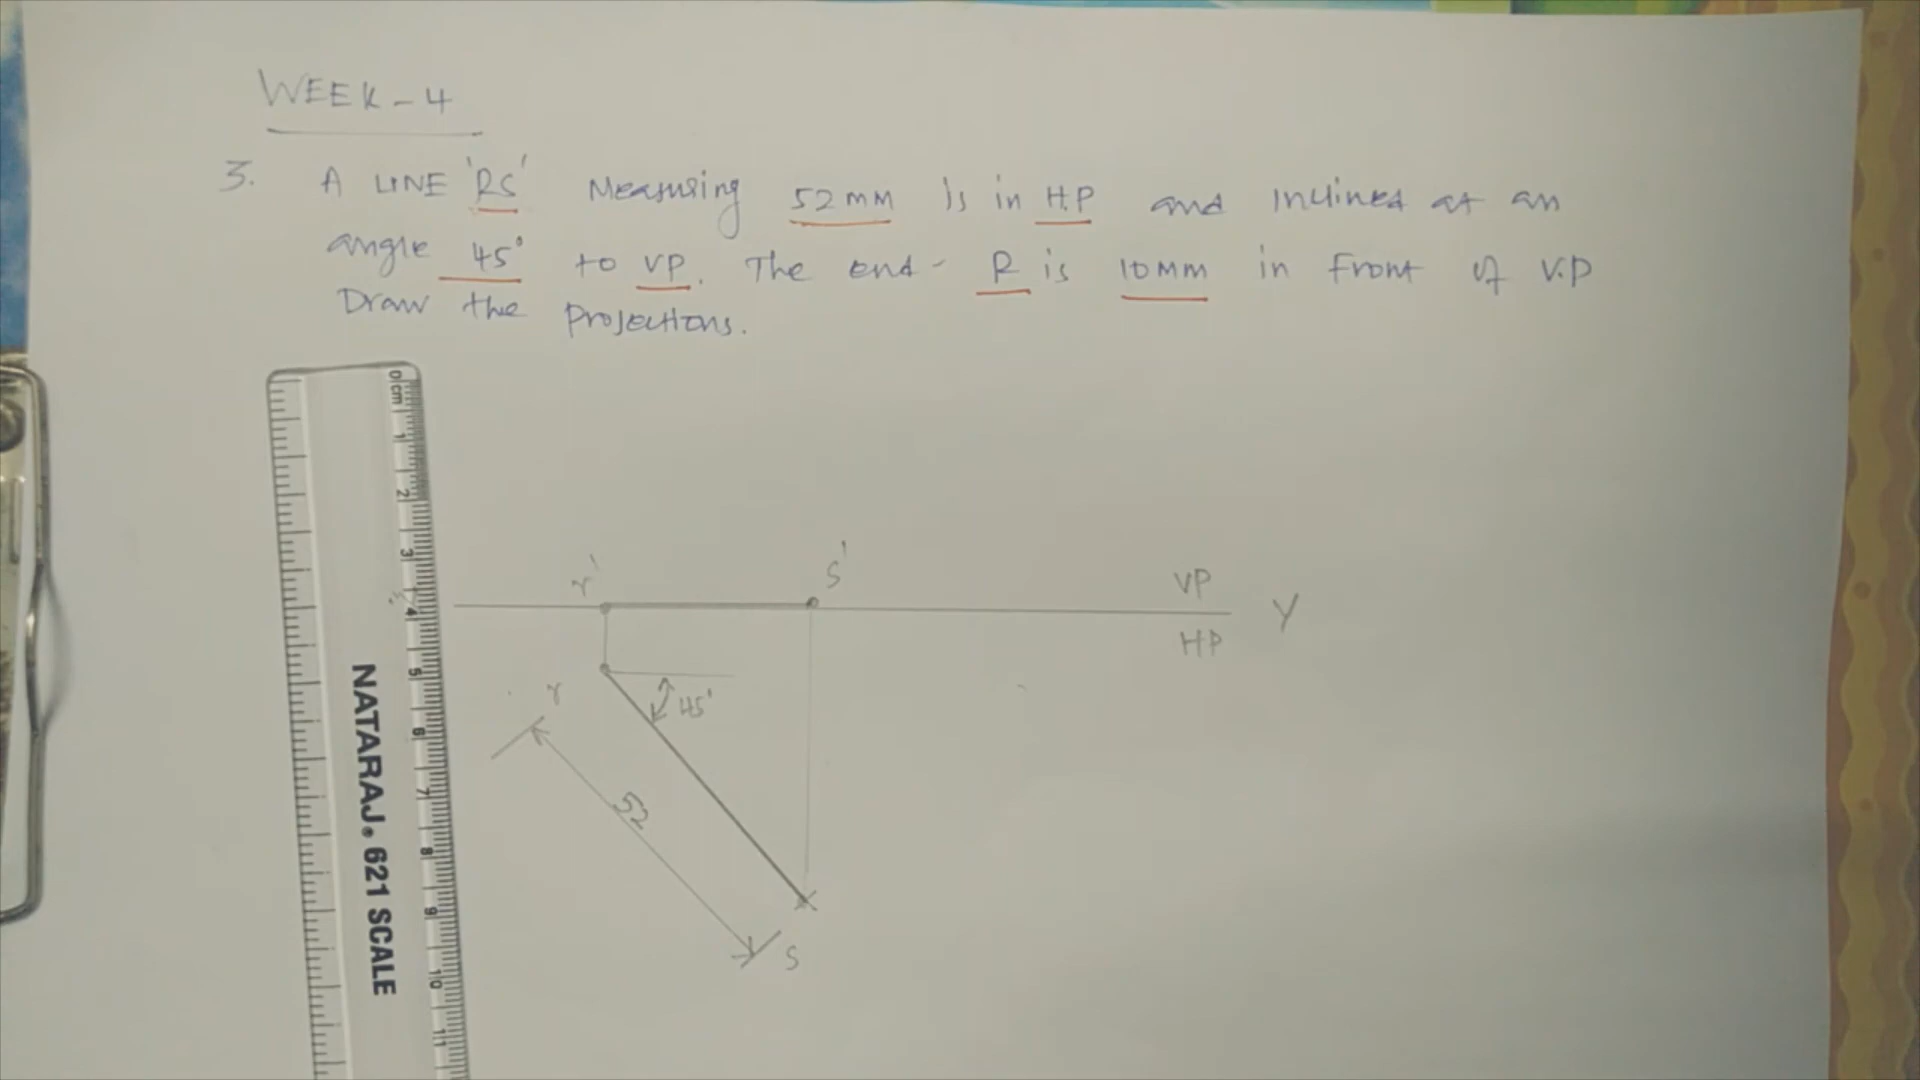 WEEK-4
3. A LINE 'RS' Measuring 52mm Is in H.P and Inclined at an
angle 45° to VP. The end- R is 10MM in Front of V.P
Draw the Projections.
0 cm 1 2 3 4 5 6 7 8 9 10 11
NATARAJ. 621 SCALE
r' s'
VP
HP
Y
r
45°
52
s